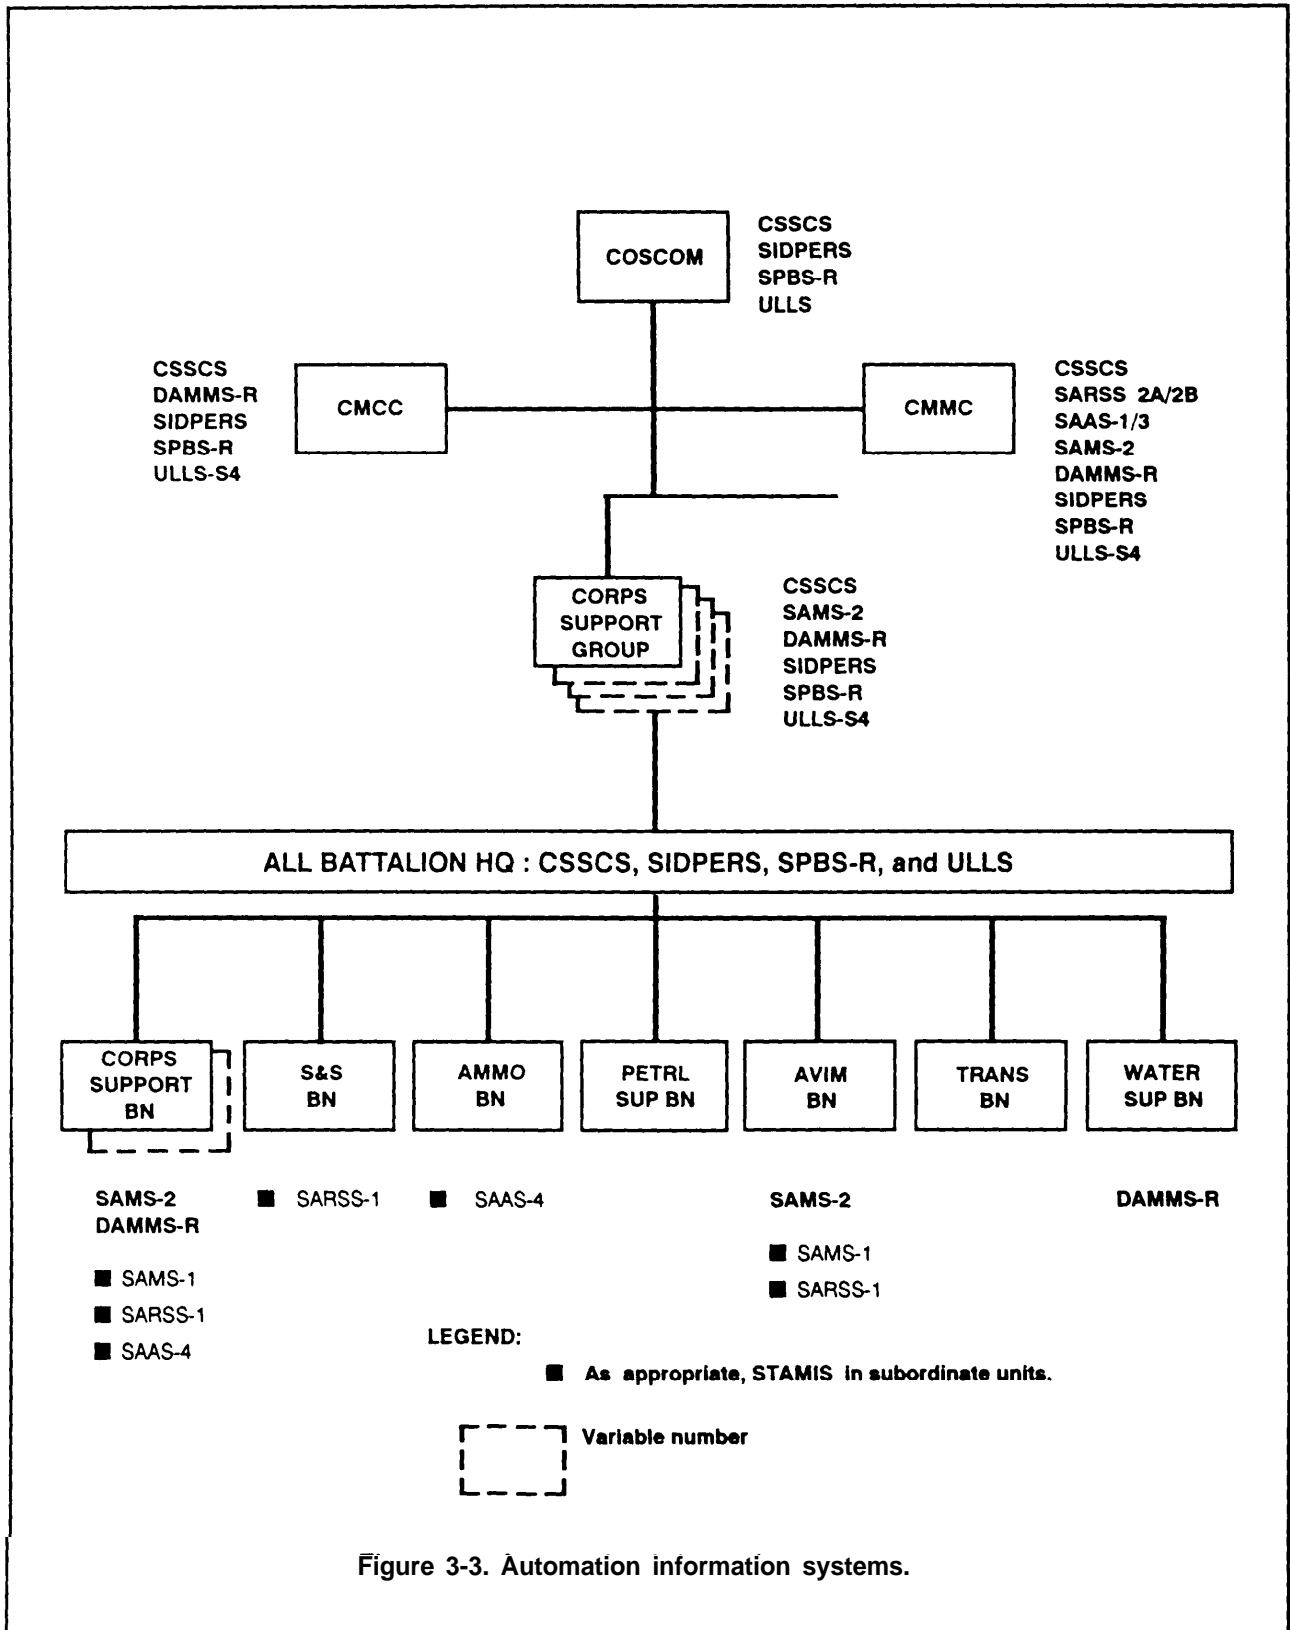 COSCOM
CSSCS
SIDPERS
SPBS-R
ULLS
CSSCS
DAMMS-R
SIDPERS
SPBS-R
ULLS-S4
CMCC
CMMC
CSSCS
SARSS 2A/2B
SAAS-1/3
SAMS-2
DAMMS-R
SIDPERS
SPBS-R
ULLS-S4
CORPS
SUPPORT
GROUP
CSSCS
SAMS-2
DAMMS-R
SIDPERS
SPBS-R
ULLS-S4
ALL BATTALION HQ : CSSCS, SIDPERS, SPBS-R, and ULLS
CORPS
SUPPORT
BN
S&S
BN
AMMO
BN
PETRL
SUP BN
AVIM
BN
TRANS
BN
WATER
SUP BN
SAMS-2
DAMMS-R
■ SAMS-1
■ SARSS-1
■ SAAS-4
■ SARSS-1
■ SAAS-4
SAMS-2
■ SAMS-1
■ SARSS-1
DAMMS-R
LEGEND:
■ As appropriate, STAMIS in subordinate units.
Variable number
Figure 3-3. Automation information systems.